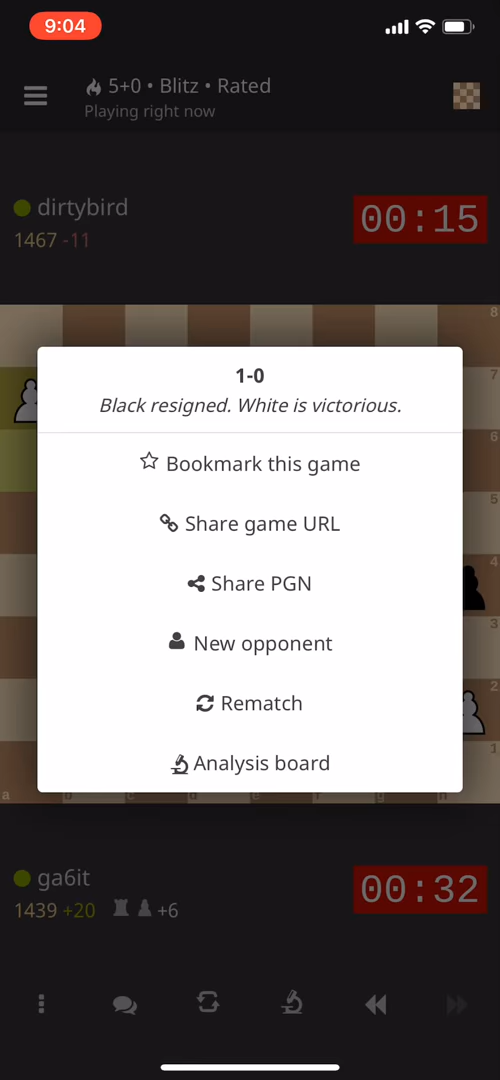 9:04
5+0 • Blitz • Rated
Playing right now
dirtybird
1467 -11
00:15
8
7
6
5
4
3
2
1
1-0
Black resigned. White is victorious.
Bookmark this game
Share game URL
Share PGN
New opponent
Rematch
Analysis board
a b c d e f g h
ga6it
1439 +20 +6
00:32